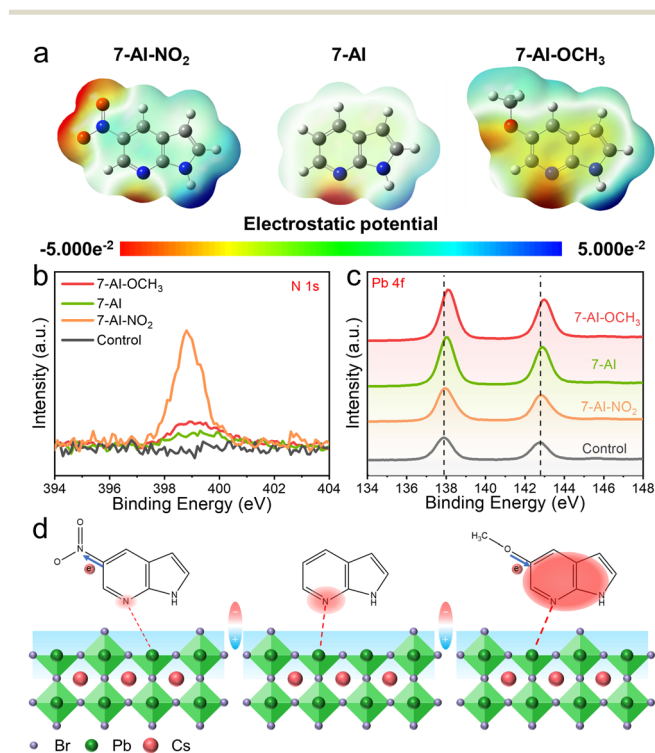 a
7-AI-NO₂
7-AI
7-AI-OCH₃
Electrostatic potential
-5.000e⁻²
5.000e⁻²
b
7-AI-OCH₃
7-AI
7-AI-NO₂
Control
N 1s
Intensity (a.u.)
394 396 398 400 402 404
Binding Energy (eV)
c
Pb 4f
7-AI-OCH₃
7-AI
7-AI-NO₂
Control
Intensity (a.u.)
134 136 138 140 142 144 146 148
Binding Energy (eV)
d
O
N
O
e
N
NH
N
NH
H₃C
O
e
N
NH
−
+
−
+
Br Pb Cs